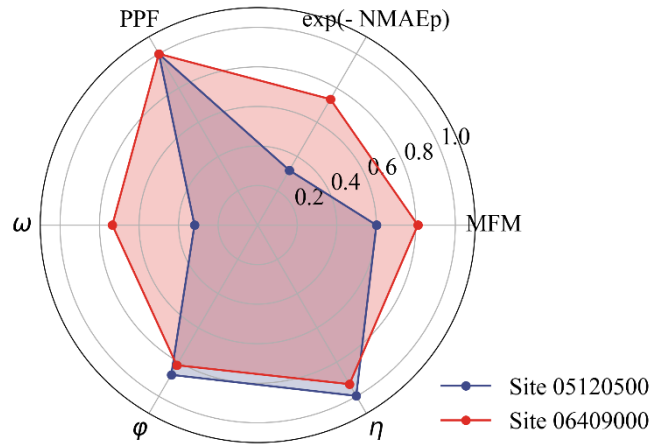 PPF
exp(- NMAEp)
1.0
0.8
0.6
0.4
0.2
ω
MFM
φ
η
Site 05120500
Site 06409000